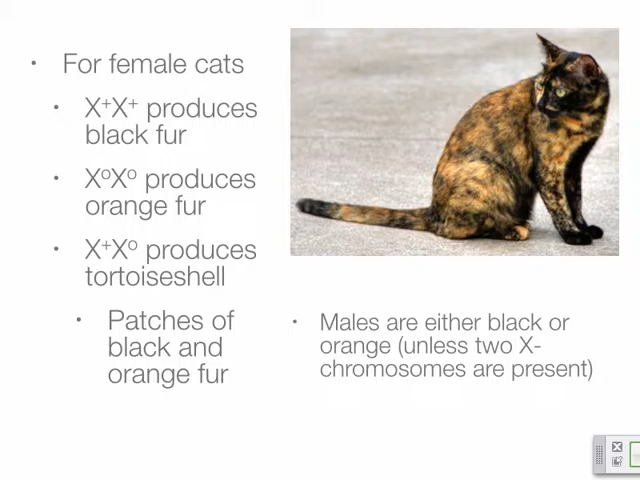 • For female cats
• X⁺X⁺ produces
black fur
• XᵒXᵒ produces
orange fur
• X⁺Xᵒ produces
tortoiseshell
• Patches of
black and
orange fur
• Males are either black or
orange (unless two X-
chromosomes are present)